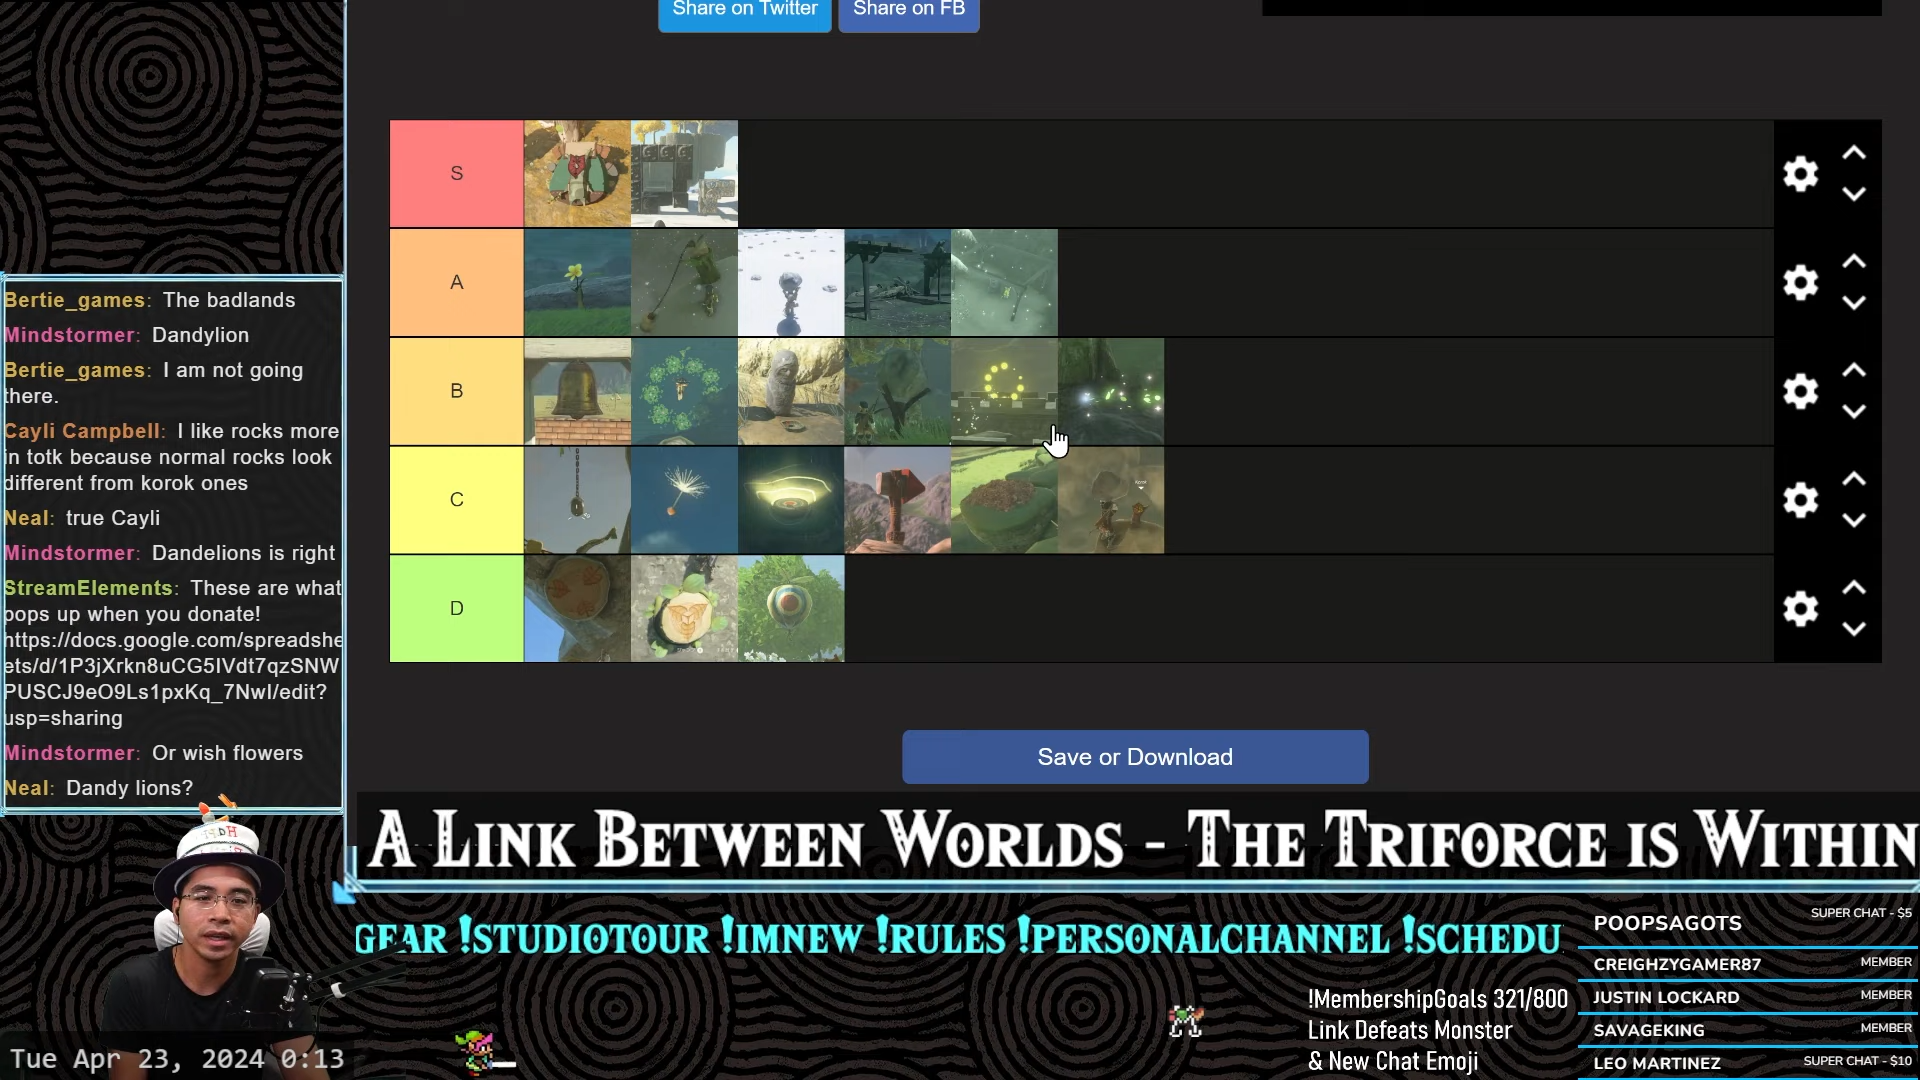 Share on Twitter
Share on FB
S
A
B
C
D
Save or Download
Bertie_games: The badlands
Mindstormer: Dandylion
Bertie_games: I am not going
there.
Cayli Campbell: I like rocks more
in totk because normal rocks look
different from korok ones
Neal: true Cayli
Mindstormer: Dandelions is right
StreamElements: These are what
pops up when you donate!
https://docs.google.com/spreadshe
ets/d/1P3jXrkn8uCG5IVdt7qzSNW
PUSCJ9eO9Ls1pxKq_7NwI/edit?
usp=sharing
Mindstormer: Or wish flowers
Neal: Dandy lions?
A Link Between Worlds - The Triforce is Within
GEAR !STUDIOTOUR !IMNEW !RULES !PERSONALCHANNEL !SCHEDU
POOPSAGOTS SUPER CHAT - $5
CREIGHZYGAMER87 MEMBER
JUSTIN LOCKARD MEMBER
SAVAGEKING MEMBER
LEO MARTINEZ SUPER CHAT - $10
!MembershipGoals 321/800
Link Defeats Monster
& New Chat Emoji
Tue Apr 23, 2024 0:13